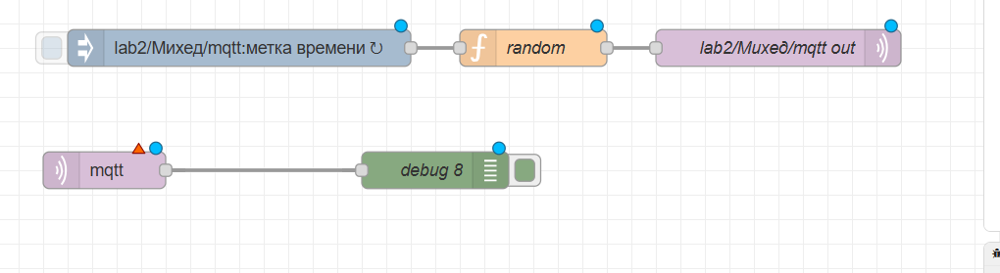 lab2/Михед/mqtt:метка времени ↻
random
lab2/Михед/mqtt out
mqtt
debug 8